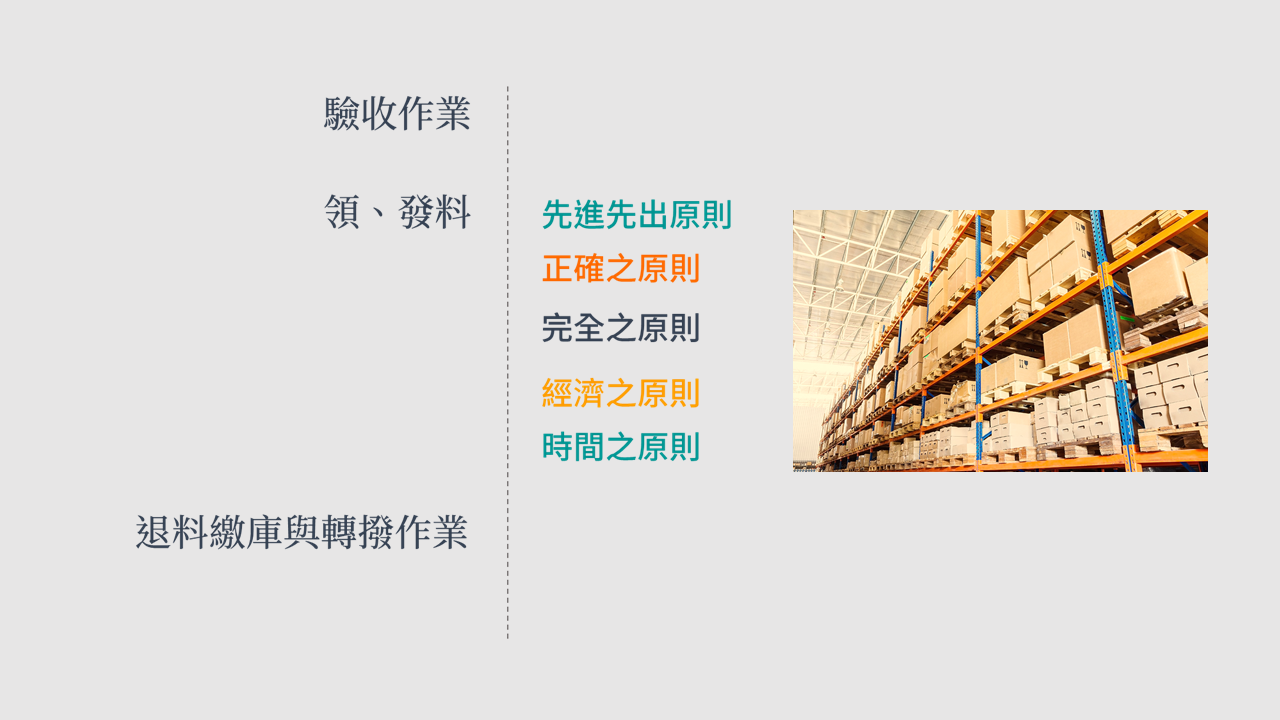 驗收作業
領、發料
先進先出原則
正確之原則
完全之原則
經濟之原則
時間之原則
退料繳庫與轉撥作業